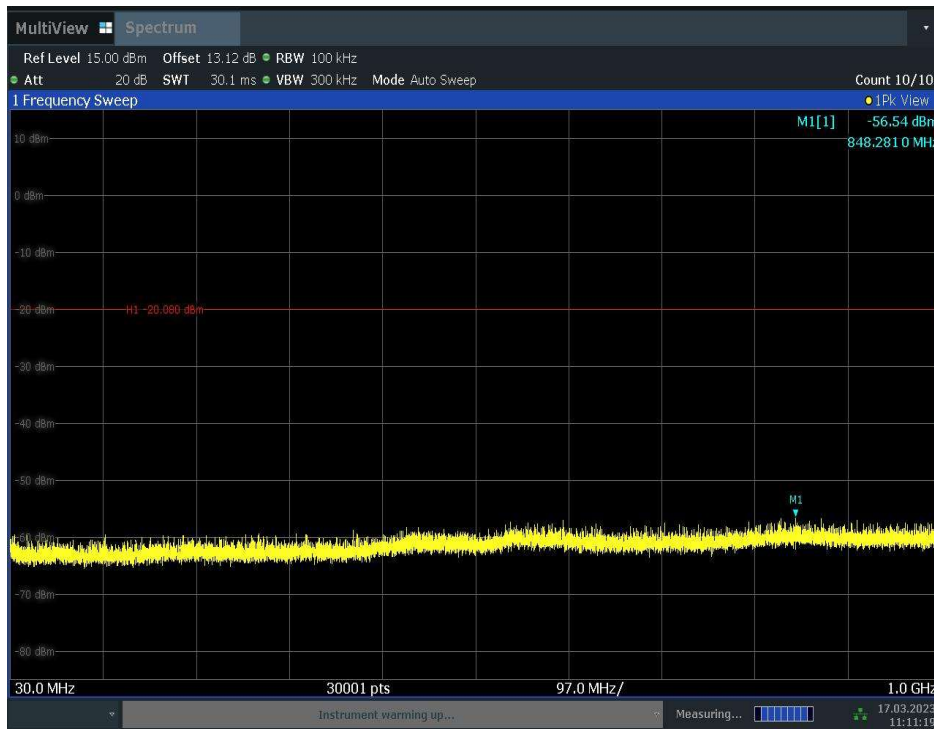 MultiView Spectrum
Ref Level 15.00 dBm Offset 13.12 dB RBW 100 kHz
Att 20 dB SWT 30.1 ms VBW 300 kHz Mode Auto Sweep Count 10/10
1 Frequency Sweep 1Pk View
M1[1] -56.54 dBm
848.2810 MHz
10 dBm
0 dBm
-10 dBm
-20 dBm H1 -20.080 dBm
-30 dBm
-40 dBm
-50 dBm
M1
-60 dBm
-70 dBm
-80 dBm
30.0 MHz 30001 pts 97.0 MHz/ 1.0 GHz
Instrument warming up... Measuring... 17.03.2023
11:11:19